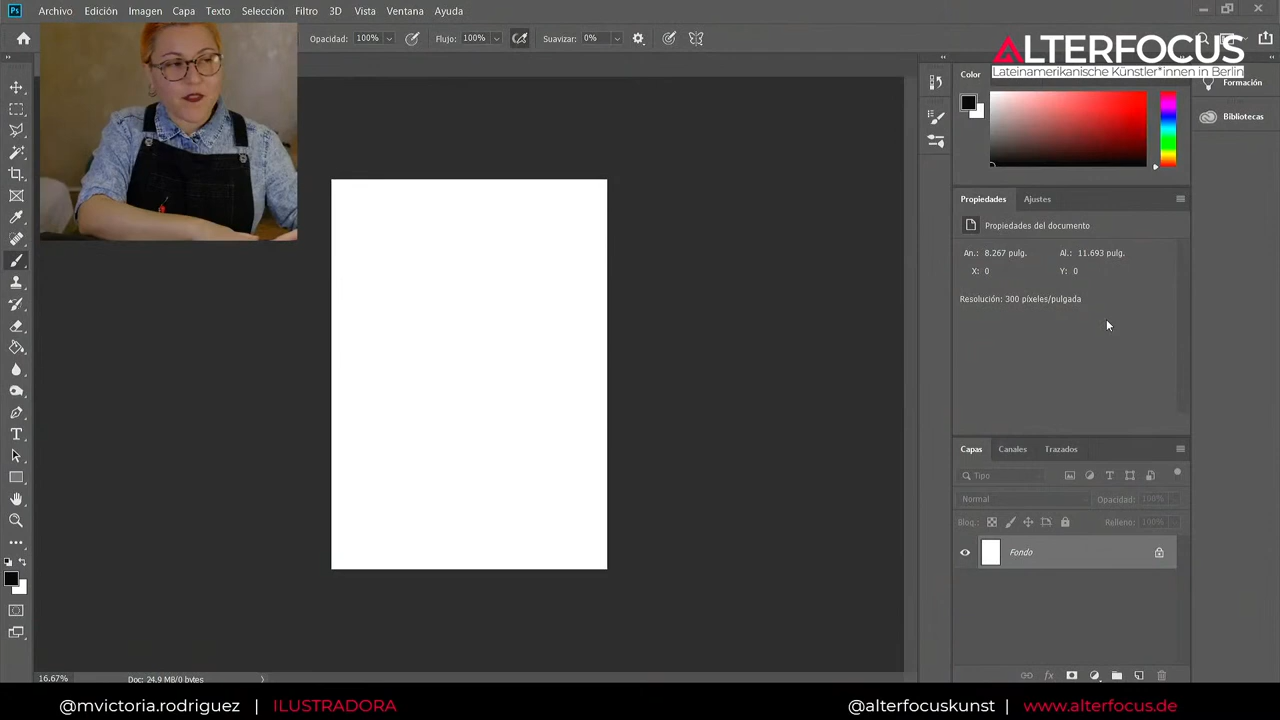 Ps Archivo Edición Imagen Capa Texto Selección Filtro 3D Vista Ventana Ayuda
Opacidad: 100% Flujo: 100% Suavizar: 0%
ALTERFOCUS
Lateinamerikanische Künstler*innen in Berlin
Color
Formación
Bibliotecas
Propiedades Ajustes
Propiedades del documento
An.: 8.267 pulg. Al.: 11.693 pulg.
X: 0 Y: 0
Resolución: 300 píxeles/pulgada
Capas Canales Trazados
Tipo
Normal Opacidad: 100%
Bloq.: Relleno: 100%
Fondo
fx
16.67% Doc: 24,9 MB/0 bytes
@mvictoria.rodriguez | ILUSTRADORA
@alterfocuskunst | www.alterfocus.de